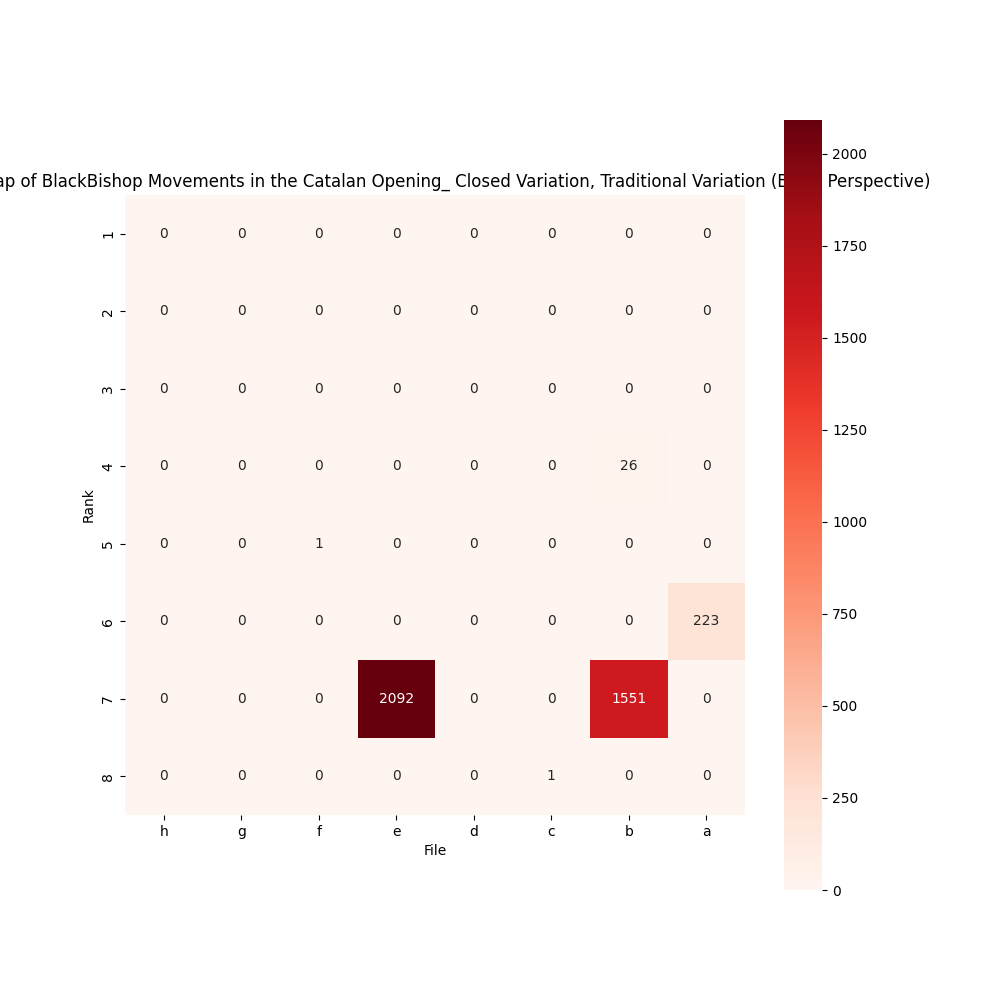 ap of BlackBishop Movements in the Catalan Opening_ Closed Variation, Traditional Variation ( Perspective)
1 0 0 0 0 0 0 0 0
2 0 0 0 0 0 0 0 0
3 0 0 0 0 0 0 0 0
4 0 0 0 0 0 0 26 0
5 0 0 1 0 0 0 0 0
6 0 0 0 0 0 0 0 223
7 0 0 0 2092 0 0 1551 0
8 0 0 0 0 0 1 0 0
h g f e d c b a
File
Rank
2000
1750
1500
1250
1000
750
500
250
0